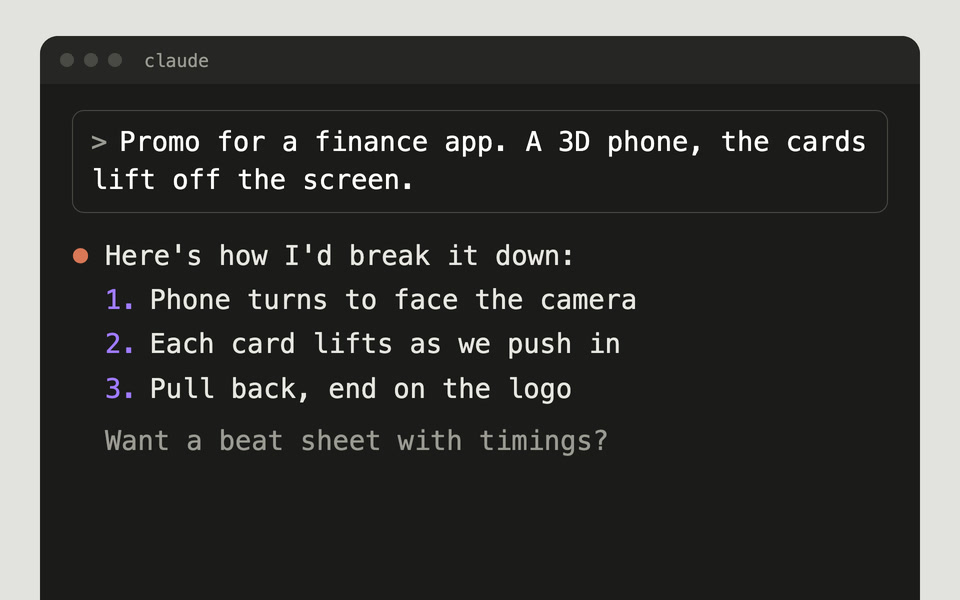 claude
> Promo for a finance app. A 3D phone, the cards
lift off the screen.
Here's how I'd break it down:
1. Phone turns to face the camera
2. Each card lifts as we push in
3. Pull back, end on the logo
Want a beat sheet with timings?